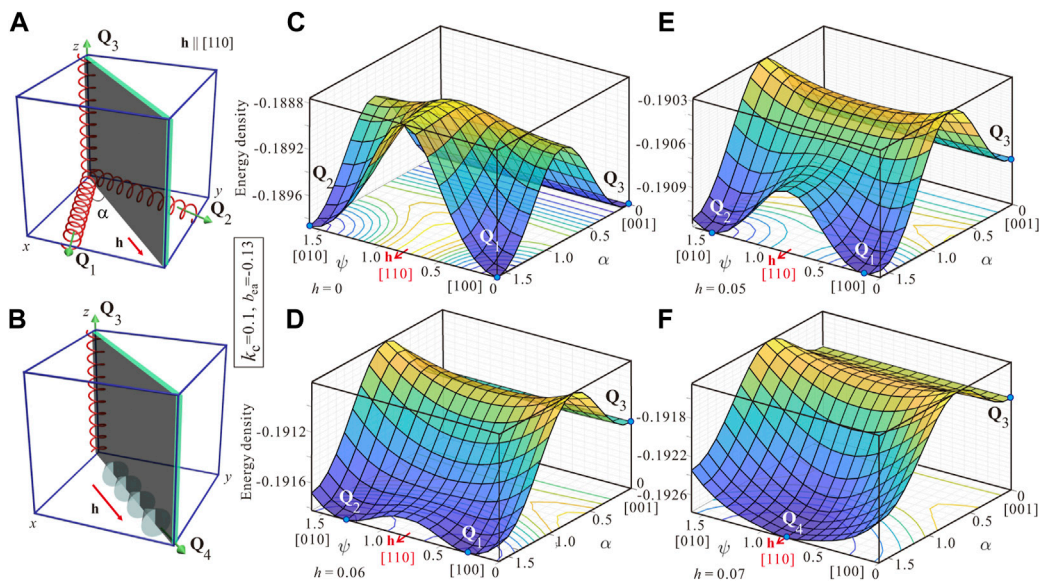 A
Q3
z
h || [110]
y
α
Q2
x
h
Q1
B
Q3
z
y
x
h
Q4
kc=0.1, bea=-0.13
C
-0.1888
-0.1892
-0.1896
Energy density
Q2
Q3
Q1
1.5
[010]
ψ
1.0
h
[110]
0.5
[100]
0
1.5
1.0
α
0.5
0
[001]
h = 0
E
-0.1903
-0.1906
-0.1909
Q3
Q2
Q1
1.5
[010]
ψ
1.0
h
[110]
0.5
[100]
0
1.5
1.0
α
0.5
0
[001]
h = 0.05
D
Energy density
-0.1912
-0.1916
Q3
Q2
Q1
1.5
[010]
ψ
1.0
h
[110]
0.5
[100]
0
1.5
1.0
α
0.5
0
[001]
h = 0.06
F
-0.1918
-0.1922
-0.1926
Q3
Q4
1.5
[010]
ψ
1.0
h
[110]
0.5
[100]
0
1.5
1.0
α
0.5
0
[001]
h = 0.07